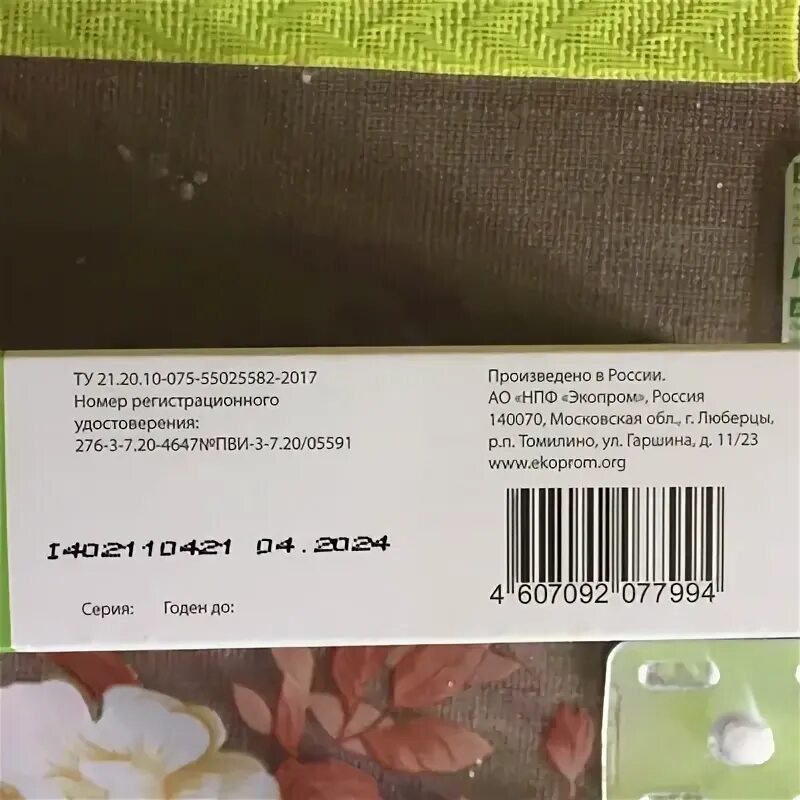 ТУ 21.20.10-075-55025582-2017
Номер регистрационного
удостоверения:
276-3-7.20-4647№ПВИ-3-7.20/05591
Произведено в России.
АО «НПФ «Экопром», Россия
140070, Московская обл., г. Люберцы,
р.п. Томилино, ул. Гаршина, д. 11/23
www.ekoprom.org
I402110421 04.2024
Серия: Годен до:
4 607092 077994